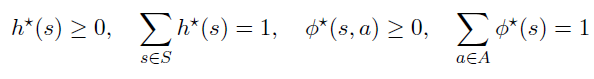 h⋆(s) ≥ 0, ∑_{s∈S} h⋆(s) = 1, ϕ⋆(s, a) ≥ 0, ∑_{a∈A} ϕ⋆(s) = 1